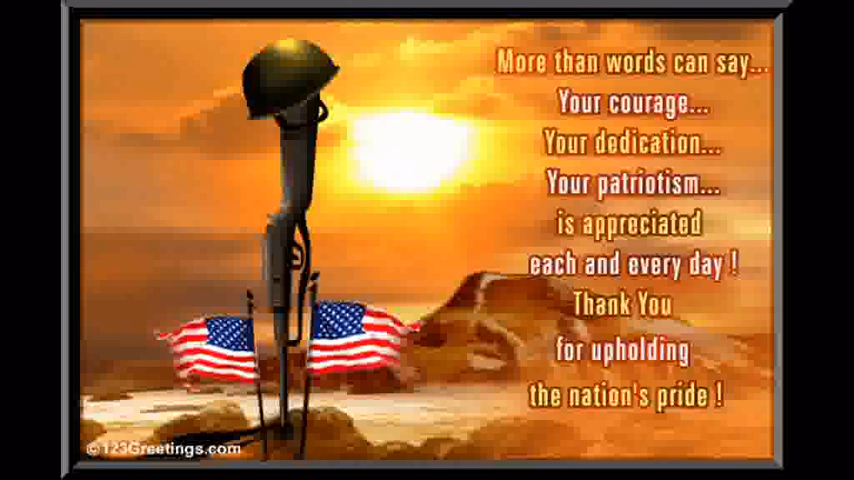 More than words can say...
Your courage...
Your dedication...
Your patriotism...
is appreciated
each and every day !
Thank You
for upholding
the nation's pride !
©123Greetings.com